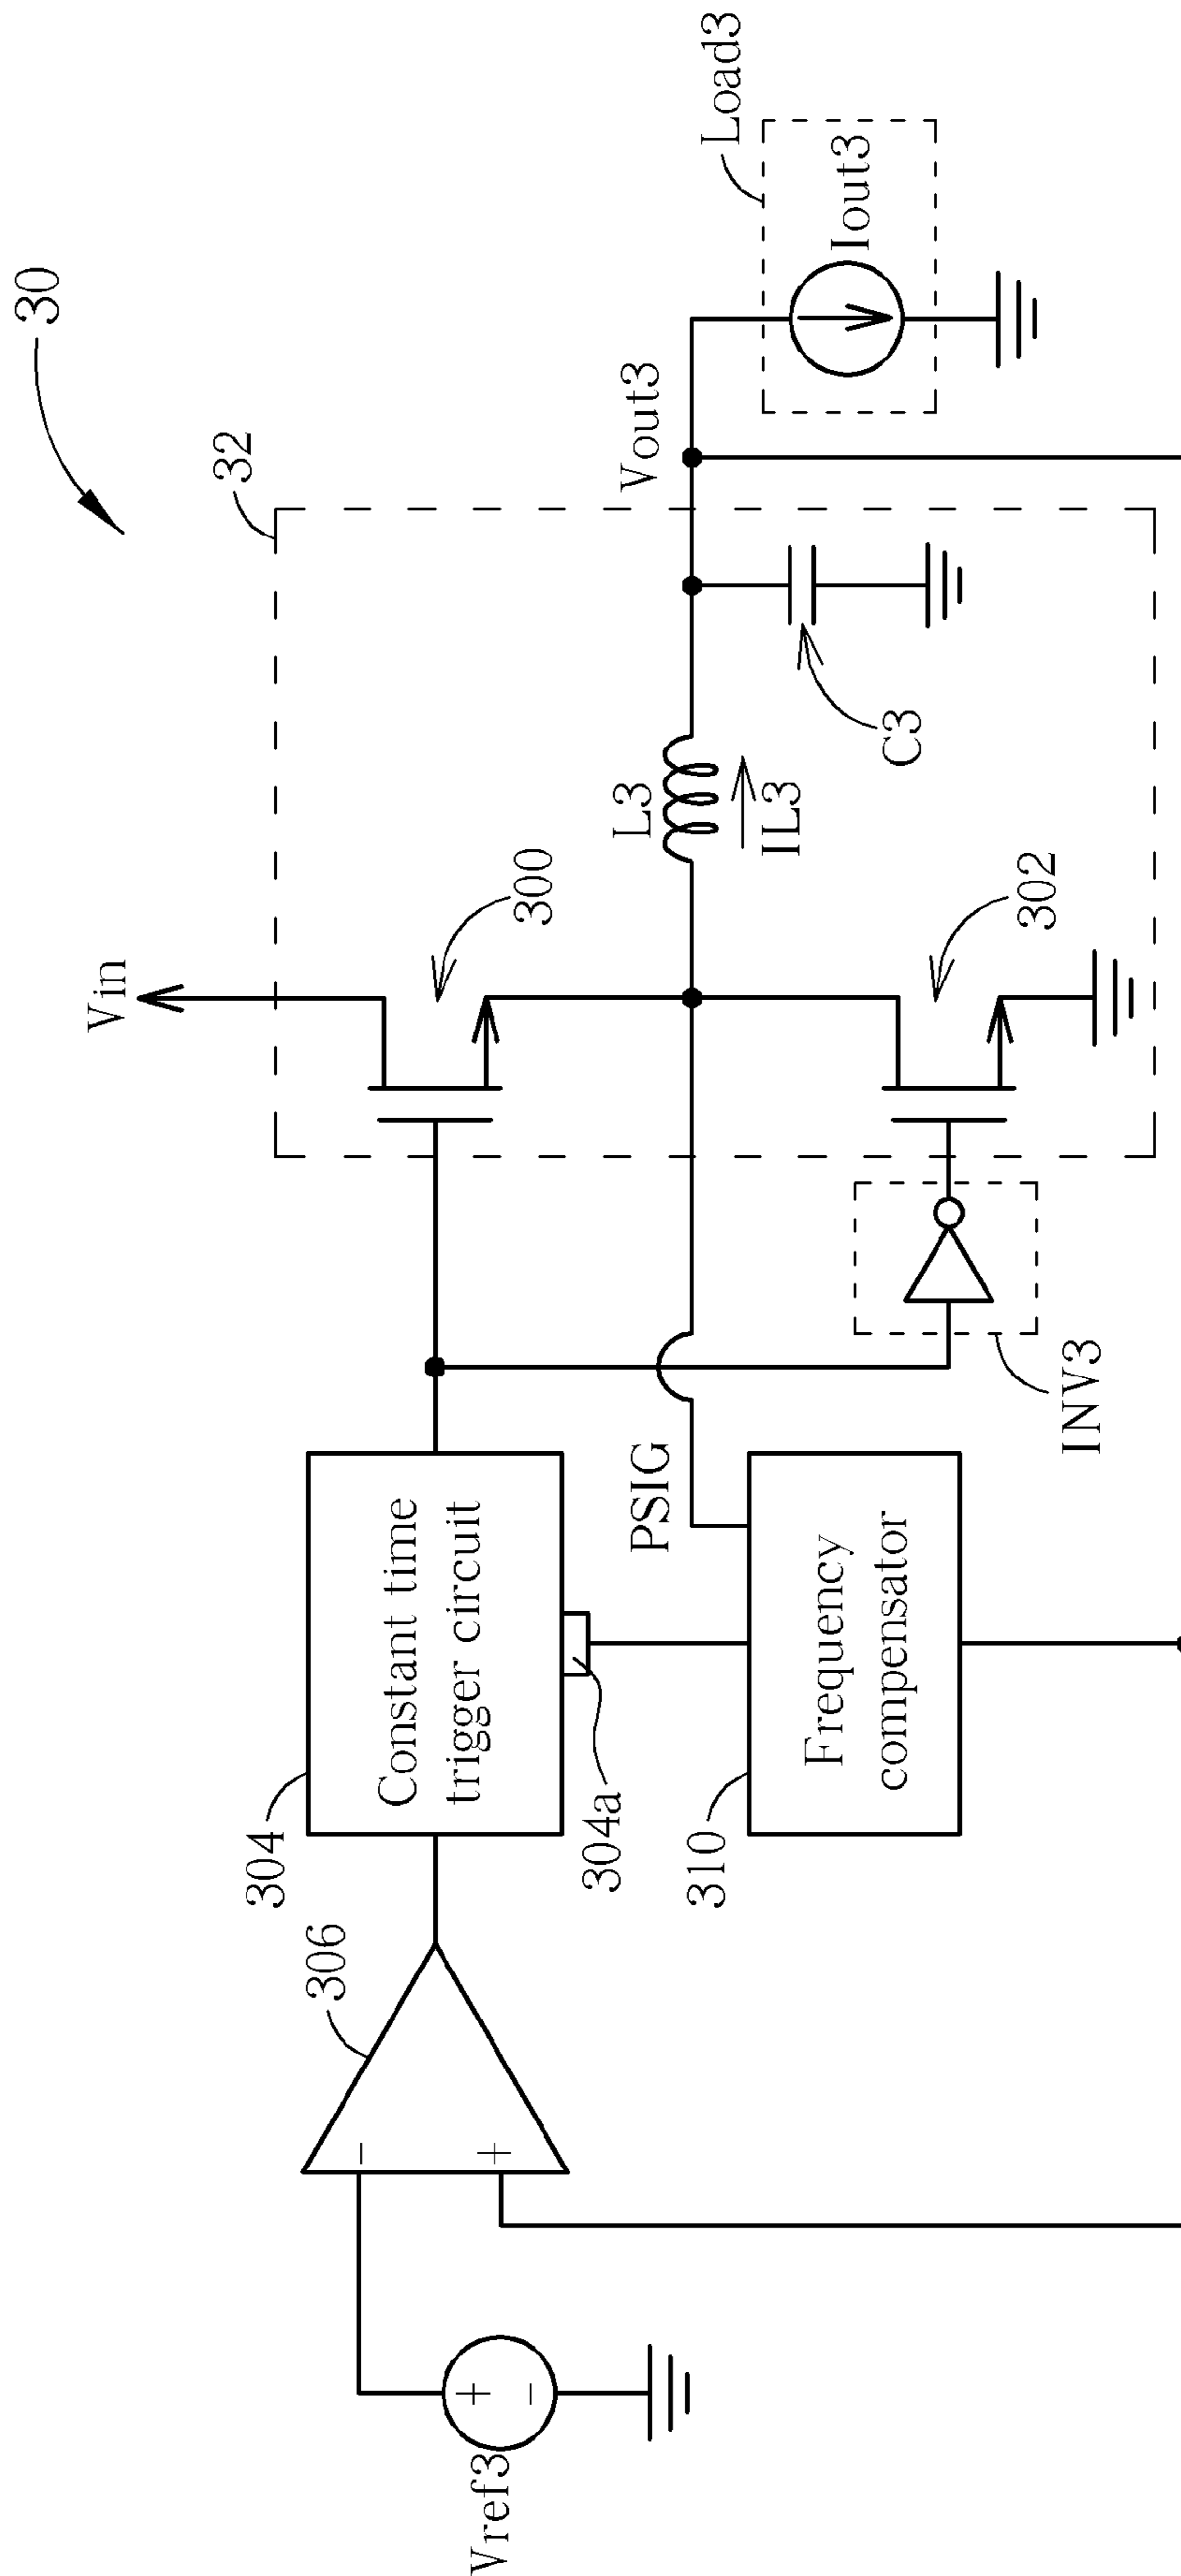 30
Vin
32
Load3
Vout3
Iout3
300
L3
IL3
C3
302
INV3
PSIG
304
Constant time
trigger circuit
304a
310
Frequency
compensator
306
-
+
Vref3
+
-